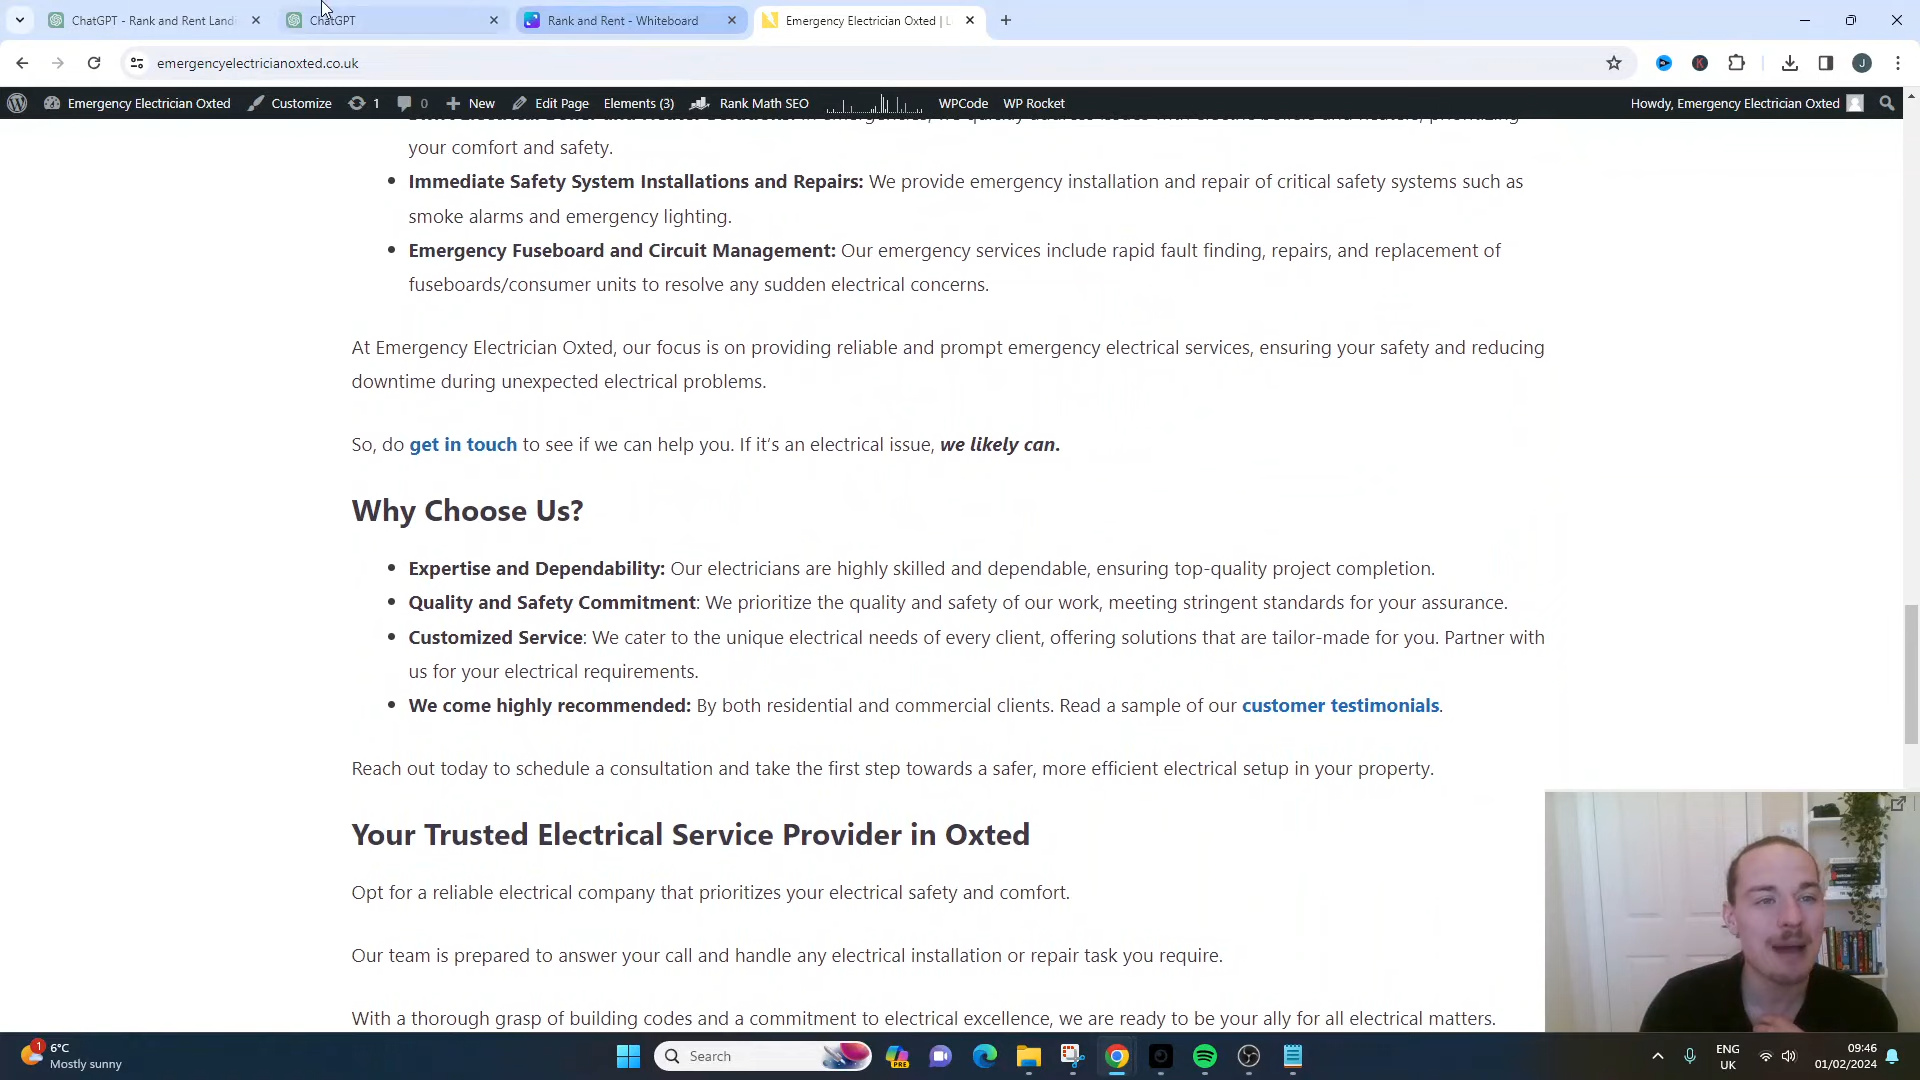 ChatGPT - Rank and Rent Land
ChatGPT
Rank and Rent - Whiteboard
Emergency Electrician Oxted | L
emergencyelectricianoxted.co.uk
Emergency Electrician Oxted
Customize
1
0
New
Edit Page
Elements (3)
Rank Math SEO
WPCode
WP Rocket
Howdy, Emergency Electrician Oxted
your comfort and safety.
Immediate Safety System Installations and Repairs: We provide emergency installation and repair of critical safety systems such as
smoke alarms and emergency lighting.
Emergency Fuseboard and Circuit Management: Our emergency services include rapid fault finding, repairs, and replacement of
fuseboards/consumer units to resolve any sudden electrical concerns.
At Emergency Electrician Oxted, our focus is on providing reliable and prompt emergency electrical services, ensuring your safety and reducing
downtime during unexpected electrical problems.
So, do get in touch to see if we can help you. If it's an electrical issue, we likely can.
Why Choose Us?
Expertise and Dependability: Our electricians are highly skilled and dependable, ensuring top-quality project completion.
Quality and Safety Commitment: We prioritize the quality and safety of our work, meeting stringent standards for your assurance.
Customized Service: We cater to the unique electrical needs of every client, offering solutions that are tailor-made for you. Partner with
us for your electrical requirements.
We come highly recommended: By both residential and commercial clients. Read a sample of our customer testimonials.
Reach out today to schedule a consultation and take the first step towards a safer, more efficient electrical setup in your property.
Your Trusted Electrical Service Provider in Oxted
Opt for a reliable electrical company that prioritizes your electrical safety and comfort.
Our team is prepared to answer your call and handle any electrical installation or repair task you require.
With a thorough grasp of building codes and a commitment to electrical excellence, we are ready to be your ally for all electrical matters.
1
6°C
Mostly sunny
Search
PRE
ENG
UK
09:46
01/02/2024